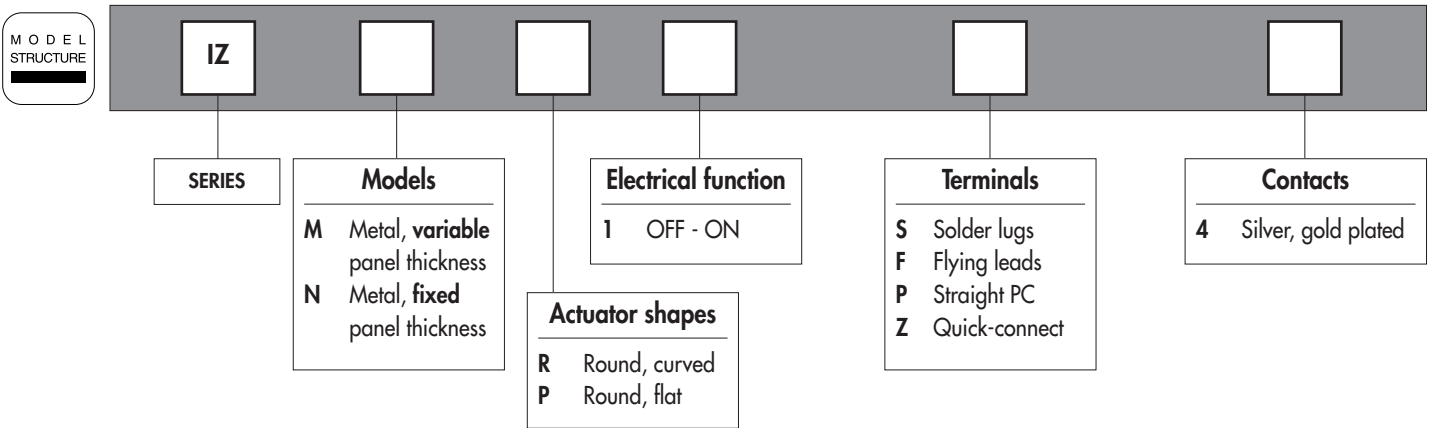 MODEL
STRUCTURE
IZ
SERIES
Models
M Metal, variable
panel thickness
N Metal, fixed
panel thickness
Actuator shapes
R Round, curved
P Round, flat
Electrical function
1 OFF - ON
Terminals
S Solder lugs
F Flying leads
P Straight PC
Z Quick-connect
Contacts
4 Silver, gold plated